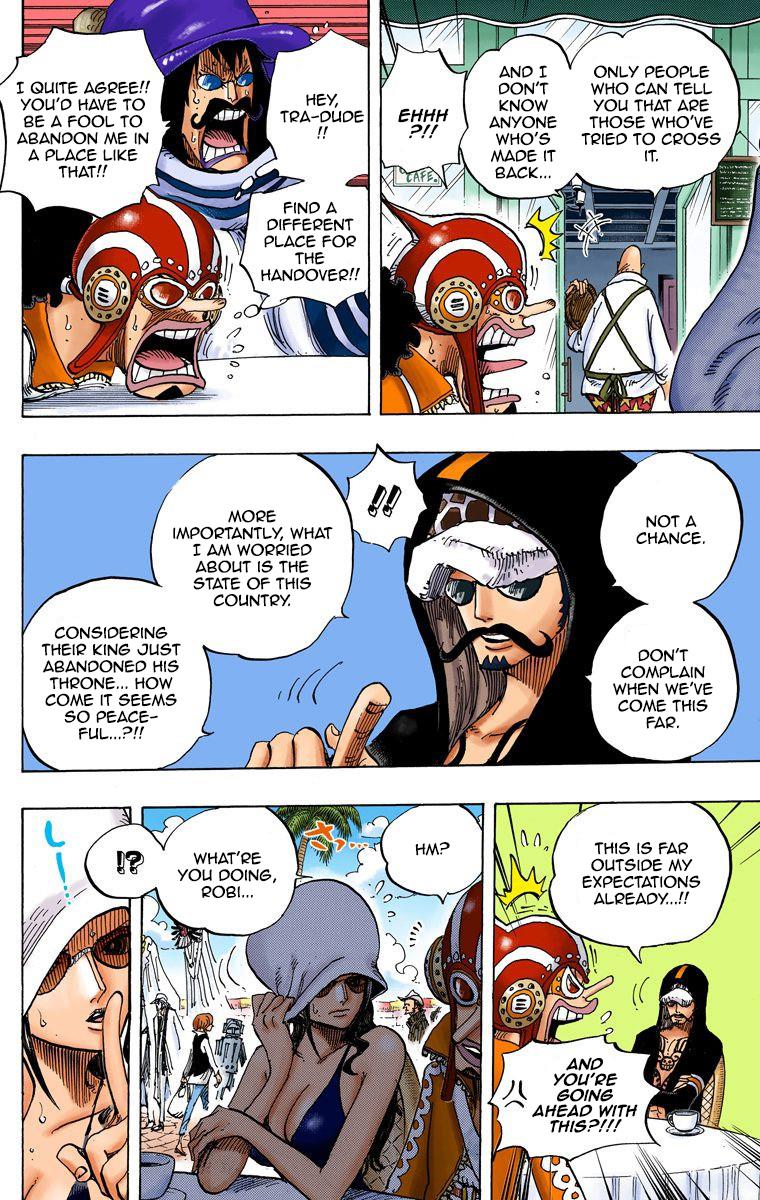 ONLY PEOPLE
WHO CAN TELL
YOU THAT ARE
THOSE WHO'VE
TRIED TO CROSS
IT.
AND I
DON'T
KNOW
ANYONE
WHO'S
MADE IT
BACK...
EHHH
?!!
CAFE.
HEY,
TRA-DUDE
!!
FIND A
DIFFERENT
PLACE FOR
THE
HANDOVER!!
I QUITE AGREE!!
YOU'D HAVE TO
BE A FOOL TO
ABANDON ME IN
A PLACE LIKE
THAT!!
NOT A
CHANCE.
DON'T
COMPLAIN
WHEN WE'VE
COME THIS
FAR.
!!
MORE
IMPORTANTLY, WHAT
I AM WORRIED
ABOUT IS THE
STATE OF THIS
COUNTRY.
CONSIDERING
THEIR KING JUST
ABANDONED HIS
THRONE... HOW
COME IT SEEMS
SO PEACE-
FUL...?!!
THIS IS FAR
OUTSIDE MY
EXPECTATIONS
ALREADY...!!
AND
YOU'RE
GOING
AHEAD WITH
THIS?!!!
HM?
さっ…
WHAT'RE
YOU DOING,
ROBI...
!?
しーっ